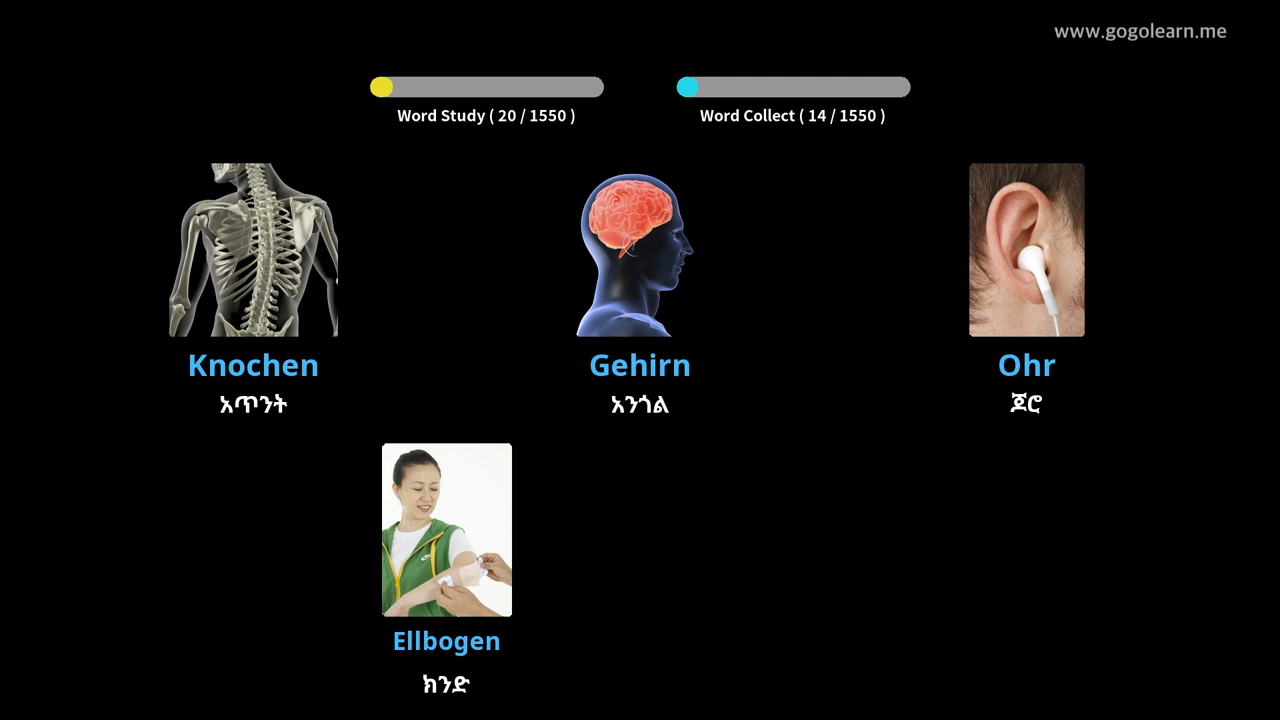 www.gogolearn.me
Word Study ( 20 / 1550 )
Word Collect ( 14 / 1550 )
Knochen
አጥንት
Gehirn
አንጎል
Ohr
ጆሮ
Ellbogen
ክንድ